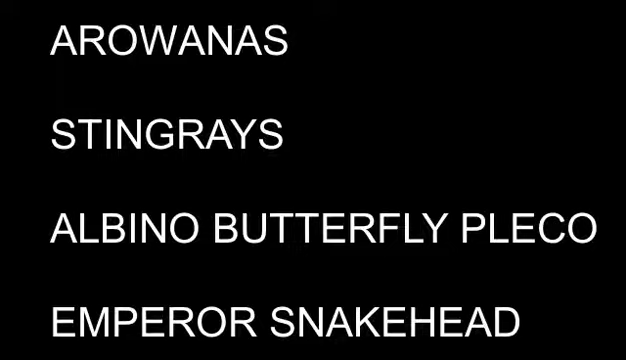 AROWANAS
STINGRAYS
ALBINO BUTTERFLY PLECO
EMPEROR SNAKEHEAD